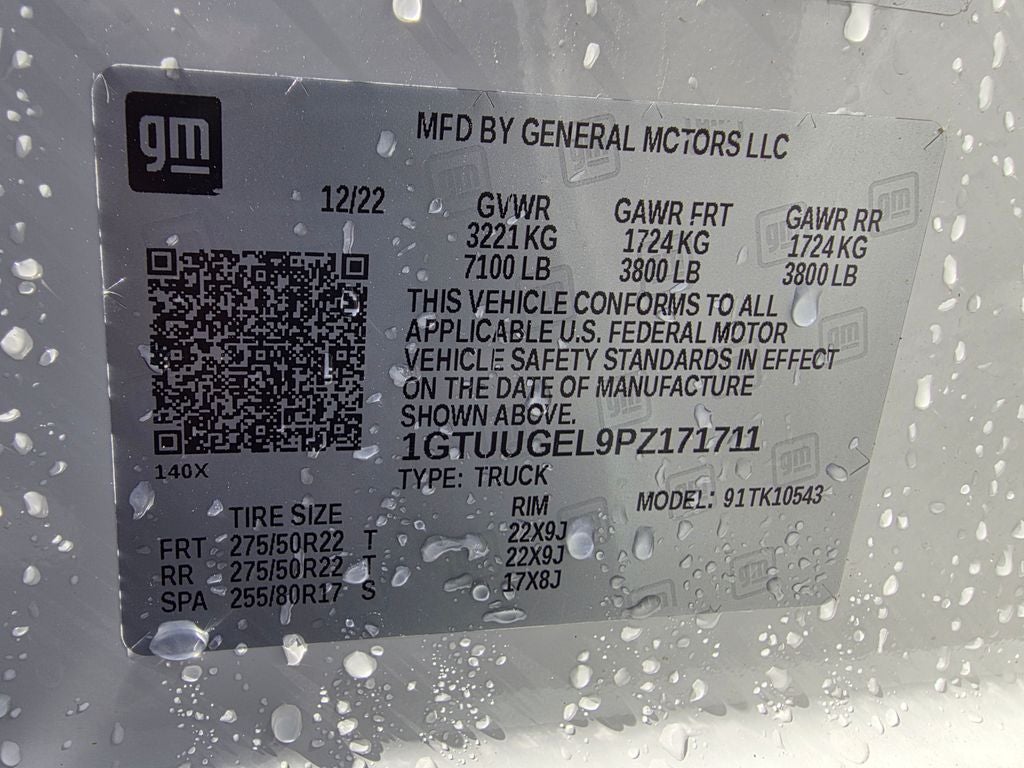 gm
MFD BY GENERAL MOTORS LLC
12/22
GVWR GAWR FRT GAWR RR
3221 KG 1724 KG 1724 KG
7100 LB 3800 LB 3800 LB
THIS VEHICLE CONFORMS TO ALL
APPLICABLE U.S. FEDERAL MOTOR
VEHICLE SAFETY STANDARDS IN EFFECT
ON THE DATE OF MANUFACTURE
SHOWN ABOVE.
1GTUUGEL9PZ171711
140X
TYPE: TRUCK
MODEL: 91TK10543
TIRE SIZE RIM
FRT 275/50R22 T 22X9J
RR 275/50R22 T 22X9J
SPA 255/80R17 S 17X8J